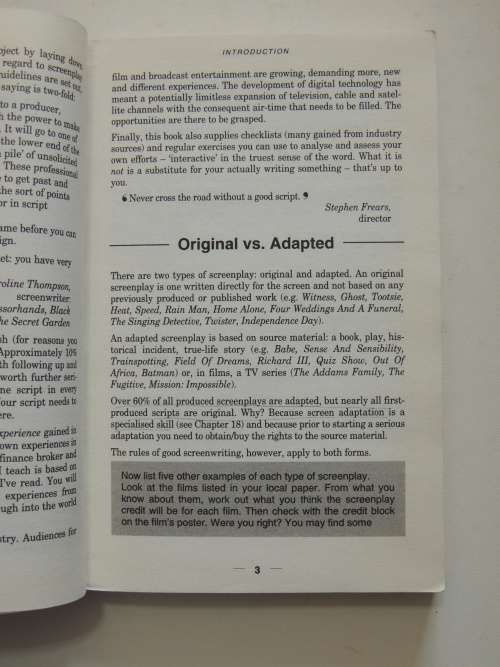 oject by laying down
regard to screenplay
guidelines are set out.
saying is two-fold:
to a producer,
h the power to make
. It will go to one of
the lower end of the
pile' of unsolicited
These professional
to get past and
the sort of points
or in script
ame before you can
ign.
et: you have very
roline Thompson,
screenwriter
ssorhands, Black
he Secret Garden
sh (for reasons you
Approximately 10%
th following up and
worth further seri-
ne script in every
our script needs to
ere.
xperience gained in
own experiences in
finance broker and
I teach is based on
I've read. You will
experiences from
ugh into the world
stry. Audiences for
INTRODUCTION
film and broadcast entertainment are growing, demanding more, new
and different experiences. The development of digital technology has
meant a potentially limitless expansion of television, cable and satel-
lite channels with the consequent air-time that needs to be filled. The
opportunities are there to be grasped.
Finally, this book also supplies checklists (many gained from industry
sources) and regular exercises you can use to analyse and assess your
own efforts – 'interactive' in the truest sense of the word. What it is
not is a substitute for your actually writing something – that's up to
you.
❛ Never cross the road without a good script. ❜
Stephen Frears,
director
Original vs. Adapted
There are two types of screenplay: original and adapted. An original
screenplay is one written directly for the screen and not based on any
previously produced or published work (e.g. Witness, Ghost, Tootsie,
Heat, Speed, Rain Man, Home Alone, Four Weddings And A Funeral,
The Singing Detective, Twister, Independence Day).
An adapted screenplay is based on source material: a book, play, his-
torical incident, true-life story (e.g. Babe, Sense And Sensibility,
Trainspotting, Field Of Dreams, Richard III, Quiz Show, Out Of
Africa, Batman) or, in films, a TV series (The Addams Family, The
Fugitive, Mission: Impossible).
Over 60% of all produced screenplays are adapted, but nearly all first-
produced scripts are original. Why? Because screen adaptation is a
specialised skill (see Chapter 18) and because prior to starting a serious
adaptation you need to obtain/buy the rights to the source material.
The rules of good screenwriting, however, apply to both forms.
Now list five other examples of each type of screenplay.
Look at the films listed in your local paper. From what you
know about them, work out what you think the screenplay
credit will be for each film. Then check with the credit block
on the film's poster. Were you right? You may find some
— 3 —